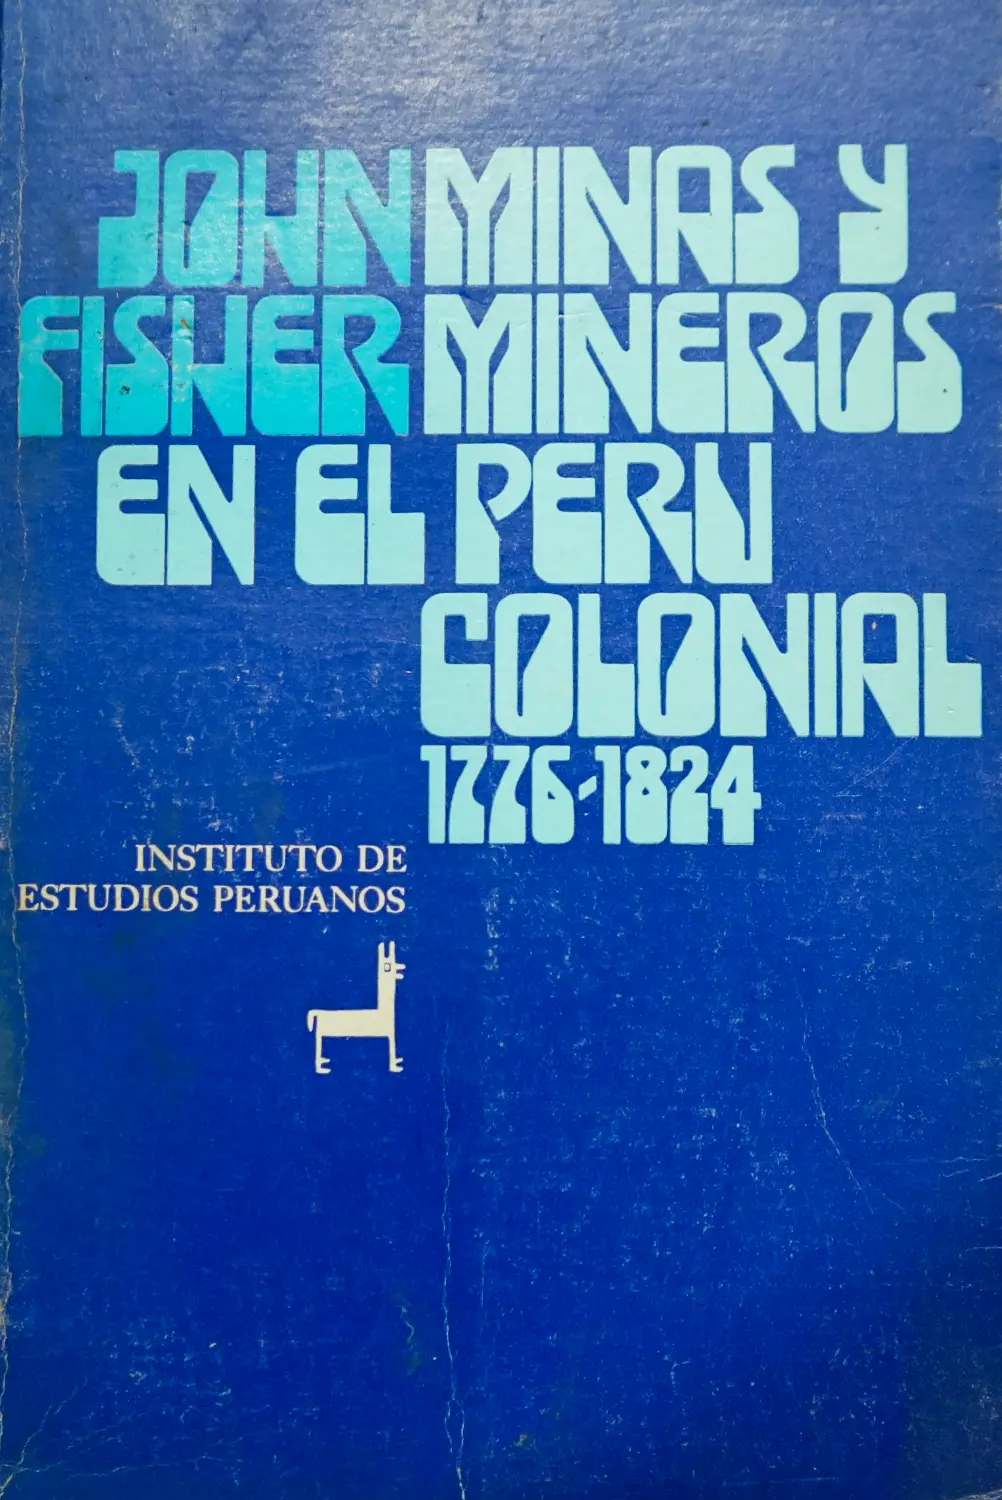 JOHN MINAS Y
FISHER MINEROS
EN EL PERU
COLONIAL
1776-1824
INSTITUTO DE
ESTUDIOS PERUANOS